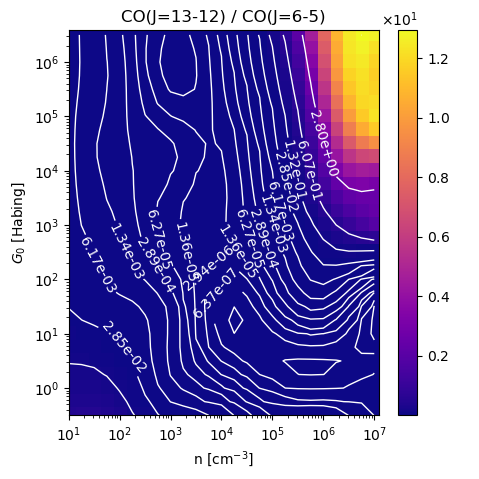 CO(J=13-12) / CO(J=6-5)
×10^1
G_0 [Habing]
10^6
10^5
10^4
10^3
10^2
10^1
10^0
10^1 10^2 10^3 10^4 10^5 10^6 10^7
n [cm^{-3}]
1.2
1.0
0.8
0.6
0.4
0.2
2.80e+00
6.07e-01
1.32e-01
2.85e-02
6.17e-03
1.34e-03
2.89e-04
6.27e-05
1.36e-05
6.17e-03
1.34e-03
2.89e-04
6.27e-05
1.36e-05
6.37e-07
2.85e-02